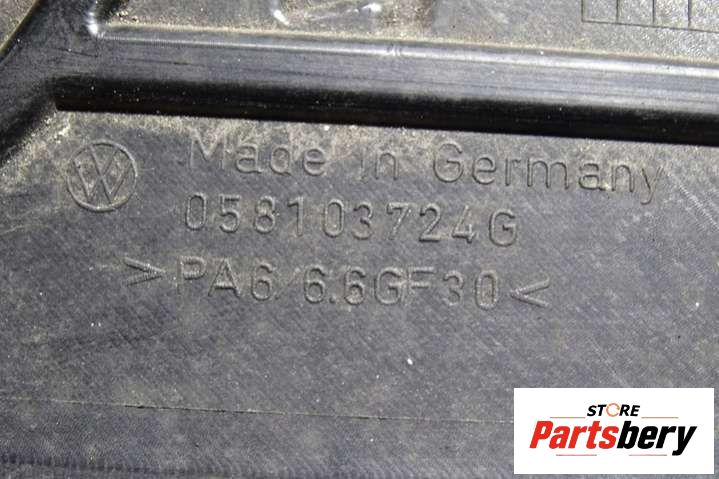 Made in Germany
058103724G
>PA6/6.6GF30<
STORE
Partsbery